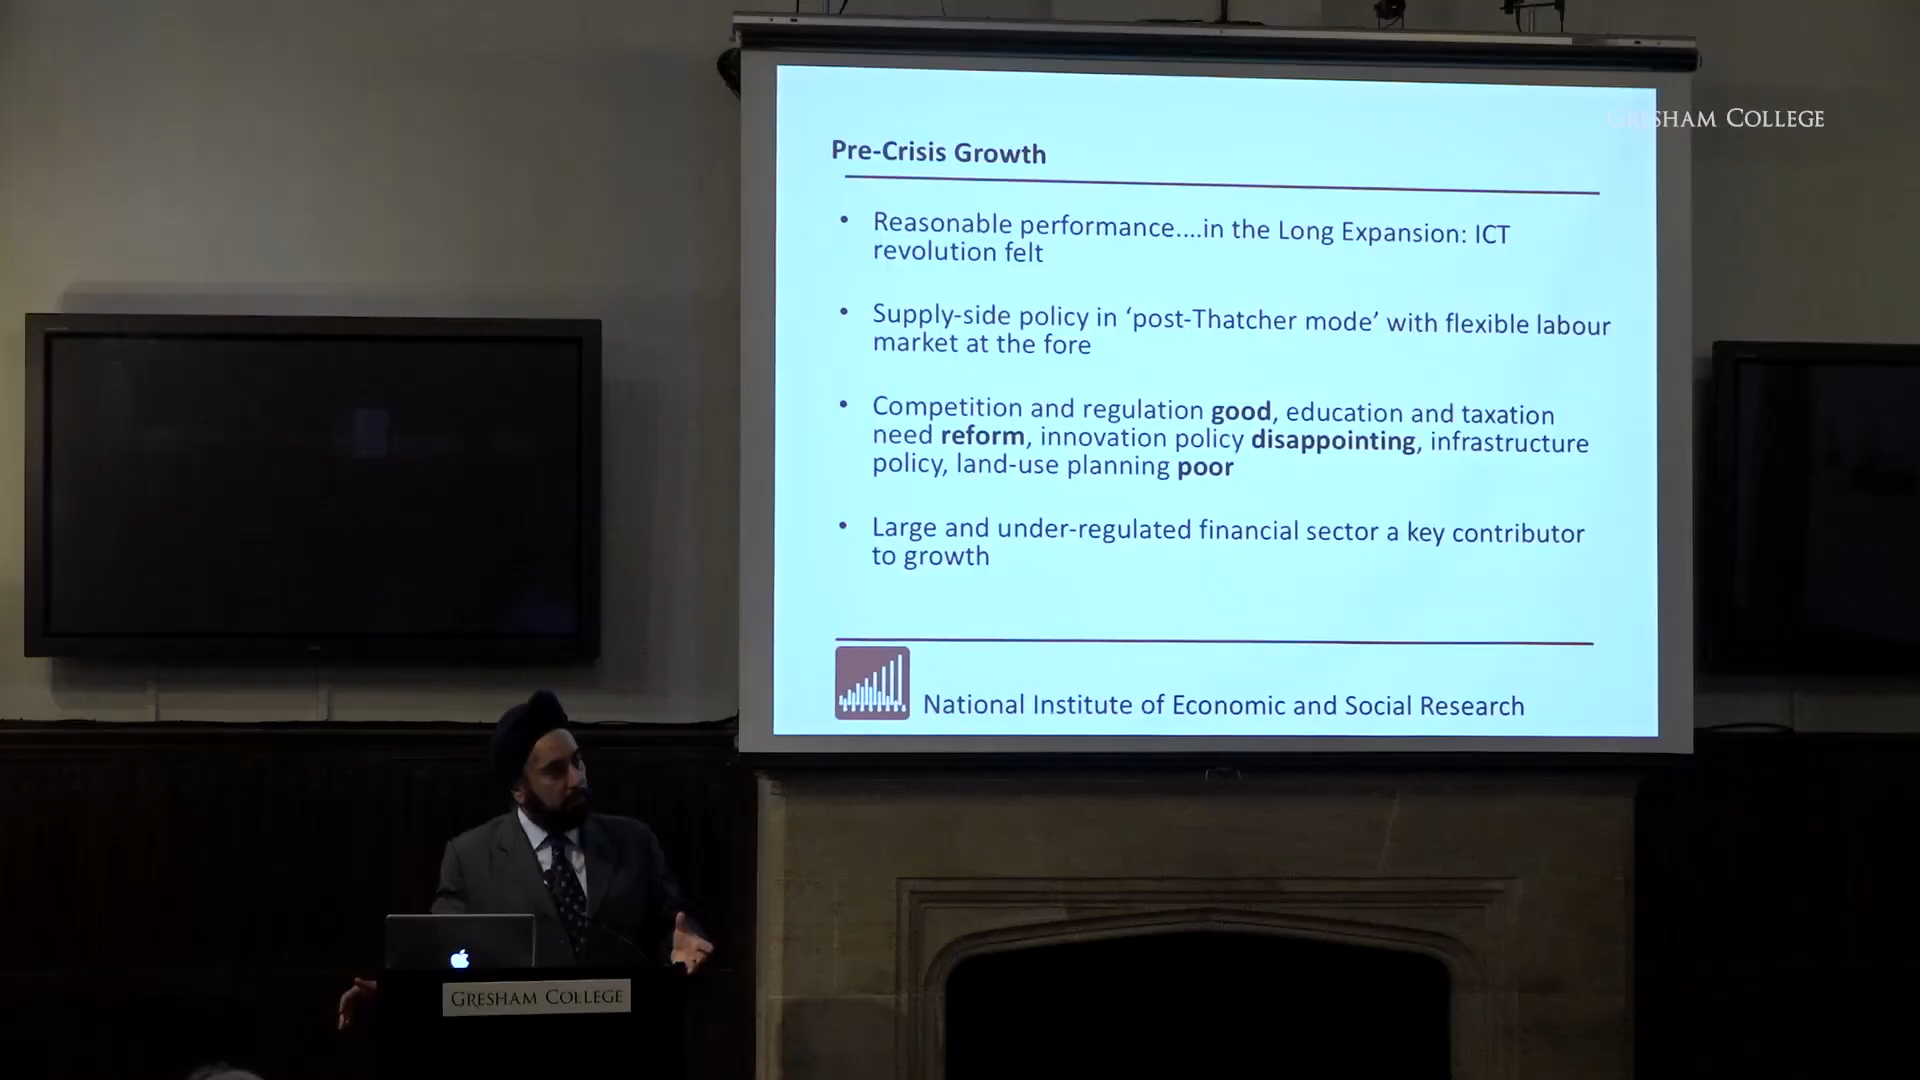 GRESHAM COLLEGE
Pre-Crisis Growth
• Reasonable performance....in the Long Expansion: ICT
revolution felt
• Supply-side policy in ‘post-Thatcher mode’ with flexible labour
market at the fore
• Competition and regulation good, education and taxation
need reform, innovation policy disappointing, infrastructure
policy, land-use planning poor
• Large and under-regulated financial sector a key contributor
to growth
National Institute of Economic and Social Research
GRESHAM COLLEGE